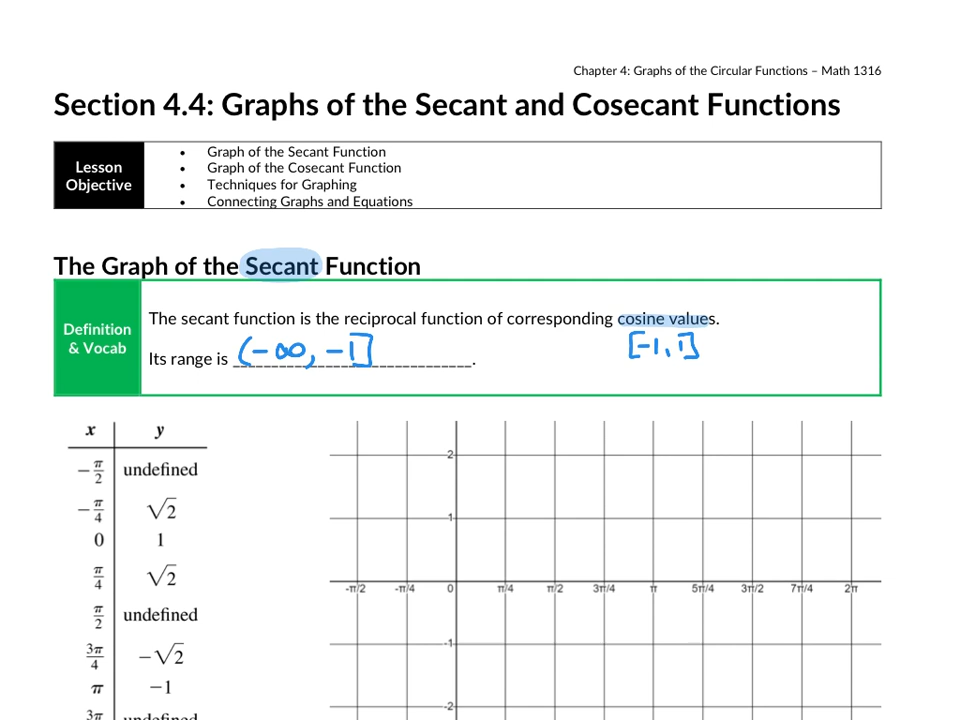 Chapter 4: Graphs of the Circular Functions – Math 1316
Section 4.4: Graphs of the Secant and Cosecant Functions
Lesson Objective
• Graph of the Secant Function
• Graph of the Cosecant Function
• Techniques for Graphing
• Connecting Graphs and Equations
The Graph of the Secant Function
Definition & Vocab
The secant function is the reciprocal function of corresponding cosine values.
[-1, 1]
Its range is (-∞, -1] ____________________________.
x y
-π/2 undefined
-π/4 √2
0 1
π/4 √2
π/2 undefined
3π/4 -√2
π -1
3π undefined
2
1
-π/2 -π/4 0 π/4 π/2 3π/4 π 5π/4 3π/2 7π/4 2π
-1
-2